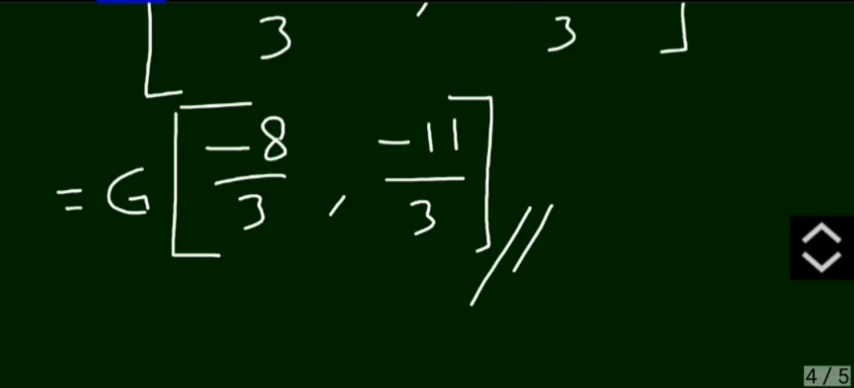 [ 3 , 3 ]
= G [ -8/3 , -11/3 ] //
4 / 5